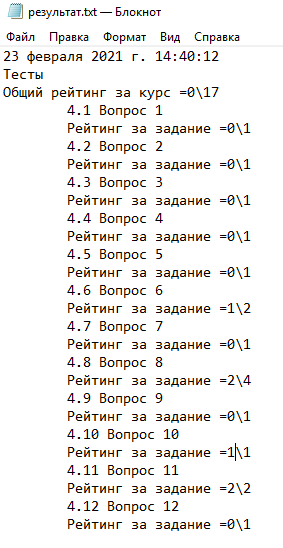 результат.txt — Блокнот
Файл Правка Формат Вид Справка
23 февраля 2021 г. 14:40:12
Тесты
Общий рейтинг за курс =0\17
4.1 Вопрос 1
Рейтинг за задание =0\1
4.2 Вопрос 2
Рейтинг за задание =0\1
4.3 Вопрос 3
Рейтинг за задание =0\1
4.4 Вопрос 4
Рейтинг за задание =0\1
4.5 Вопрос 5
Рейтинг за задание =0\1
4.6 Вопрос 6
Рейтинг за задание =1\2
4.7 Вопрос 7
Рейтинг за задание =0\1
4.8 Вопрос 8
Рейтинг за задание =2\4
4.9 Вопрос 9
Рейтинг за задание =0\1
4.10 Вопрос 10
Рейтинг за задание =1\1
4.11 Вопрос 11
Рейтинг за задание =2\2
4.12 Вопрос 12
Рейтинг за задание =0\1